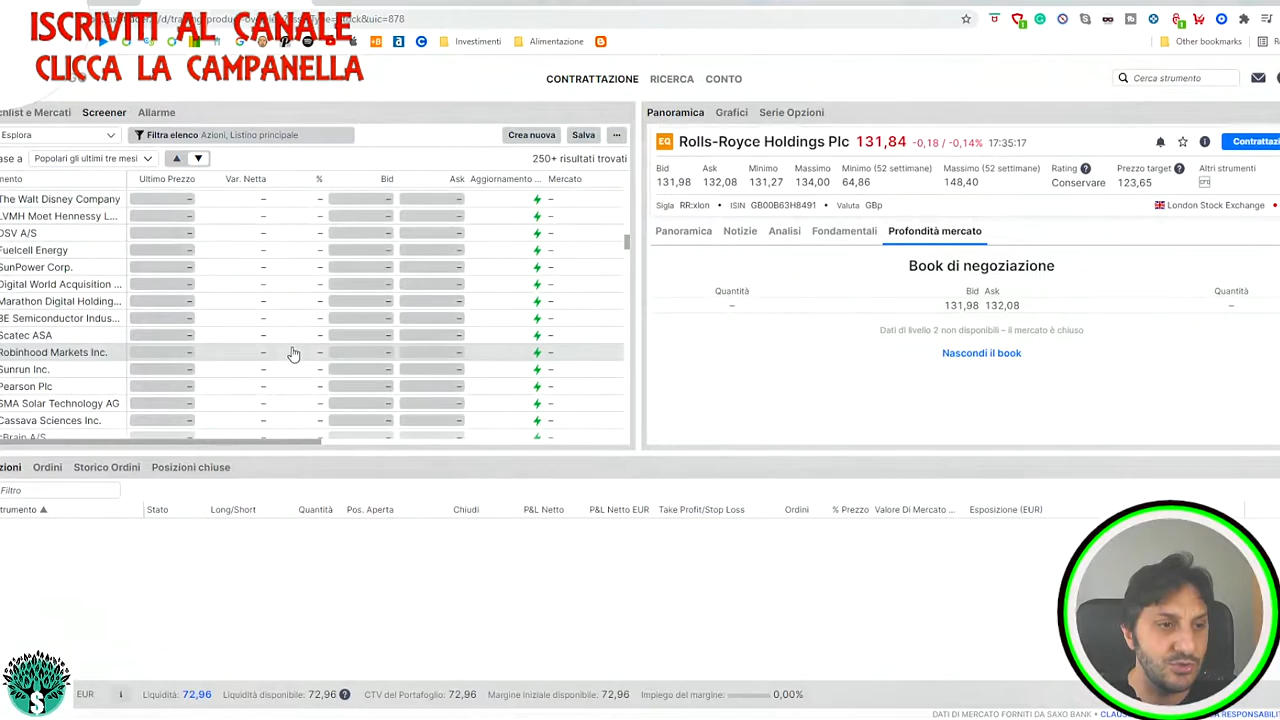 ISCRIVITI AL CANALE
CLICCA LA CAMPANELLA
Investimenti
Alimentazione
Other bookmarks
CONTRATTAZIONE RICERCA CONTO
Cerca strumento
Screener Allarme
Esplora
Filtra elenco Azioni, Listino principale
Crea nuova
Salva
Popolari gli ultimi tre mesi
250+ risultati trovati
Ultimo Prezzo Var. Netta % Bid Ask Aggiornamento ... Mercato
The Walt Disney Company
LVMH Moet Hennessy L...
DSV A/S
Fuelcell Energy
SunPower Corp.
Digital World Acquisition ...
Marathon Digital Holding...
BE Semiconductor Indus...
Scatec ASA
Robinhood Markets Inc.
Sunrun Inc.
Pearson Plc
SMA Solar Technology AG
Cassava Sciences Inc.
cBrain A/S
Panoramica Grafici Serie Opzioni
EQ Rolls-Royce Holdings Plc 131,84 -0,18 / -0,14% 17:35:17
Contrattazi
Bid Ask Minimo Massimo Minimo (52 settimane) Massimo (52 settimane) Rating Prezzo target Altri strumenti
131,98 132,08 131,27 134,00 64,86 148,40 Conservare 123,65
Sigla RR:xlon • ISIN GB00B63H8491 • Valuta GBp
London Stock Exchange
Panoramica Notizie Analisi Fondamentali Profondità mercato
Book di negoziazione
Quantità Bid Ask Quantità
– 131,98 132,08 –
Dati di livello 2 non disponibili – il mercato è chiuso
Nascondi il book
Ordini Storico Ordini Posizioni chiuse
Filtro
Stato Long/Short Quantità Pos. Aperta Chiudi P&L Netto P&L Netto EUR Take Profit/Stop Loss Ordini % Prezzo Valore Di Mercato ... Esposizione (EUR)
EUR Liquidità: 72,96 Liquidità disponibile: 72,96 CTV del Portafoglio: 72,96 Margine Iniziale disponibile: 72,96 Impiego del margine: 0,00%
DATI DI MERCATO FORNITI DA SAXO BANK •